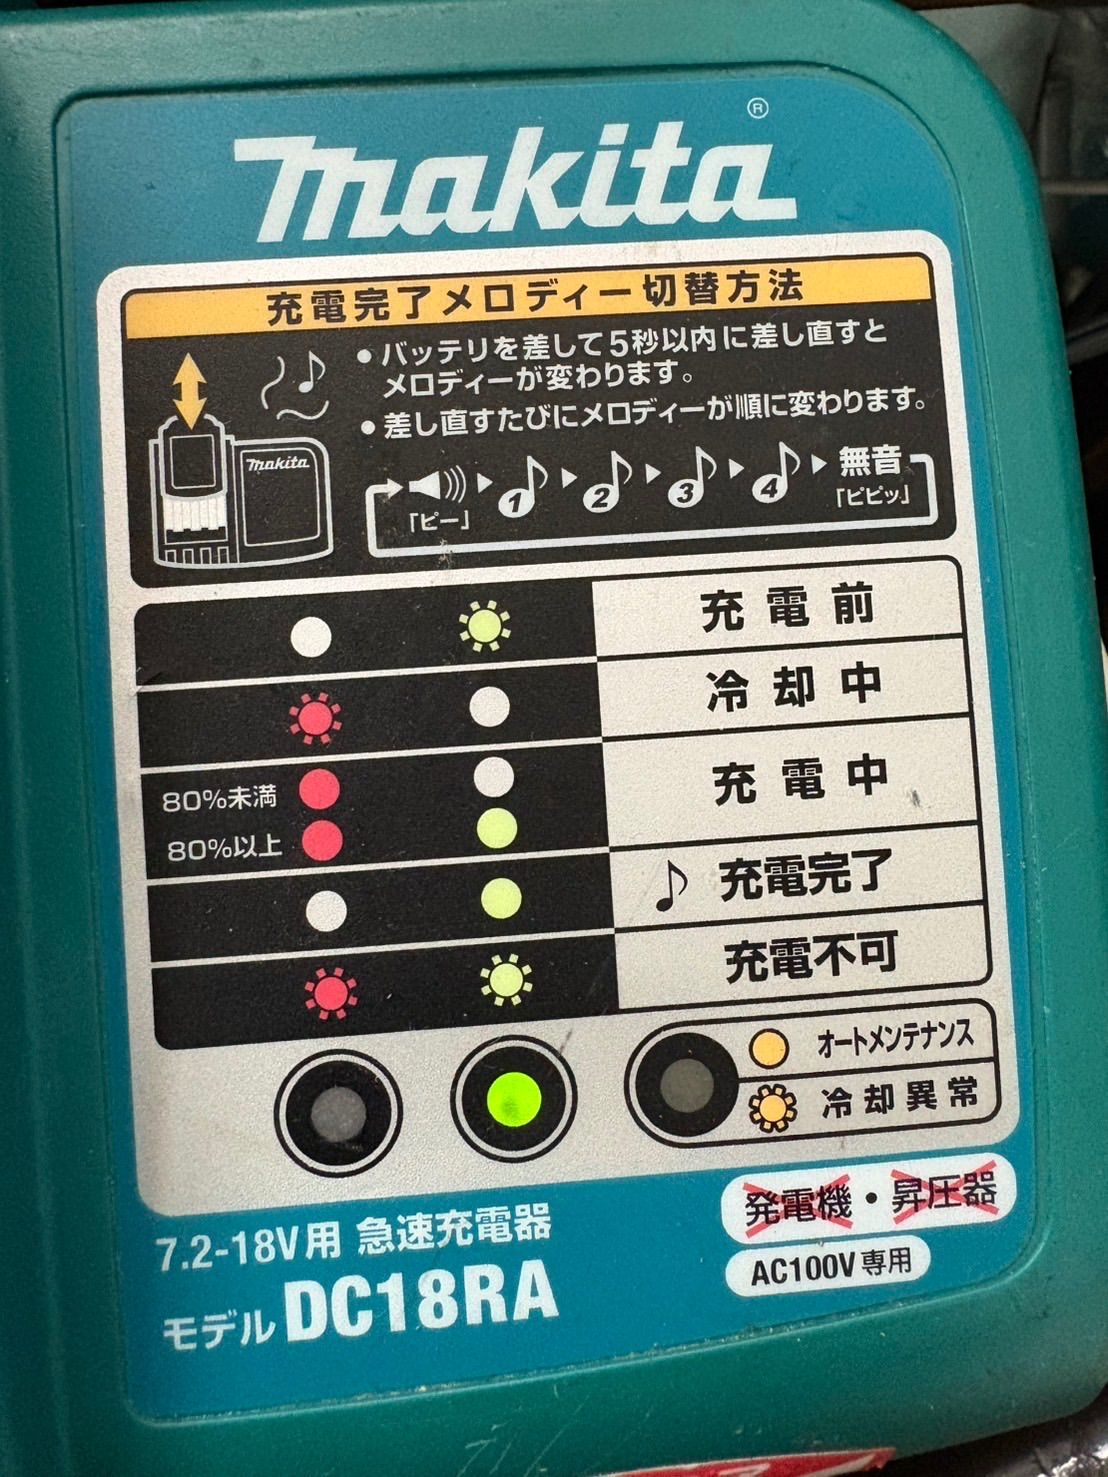 makita®
充電完了メロディー切替方法
●バッテリを差して5秒以内に差し直すと
メロディーが変わります。
●差し直すたびにメロディーが順に変わります。
makita
1 2 3 4 無音
「ピー」 「ピピッ」
充電前
冷却中
充電中
80%未満
80%以上
♪ 充電完了
充電不可
オートメンテナンス
冷却異常
発電機・昇圧器
7.2-18V用 急速充電器
AC100V専用
モデル DC18RA